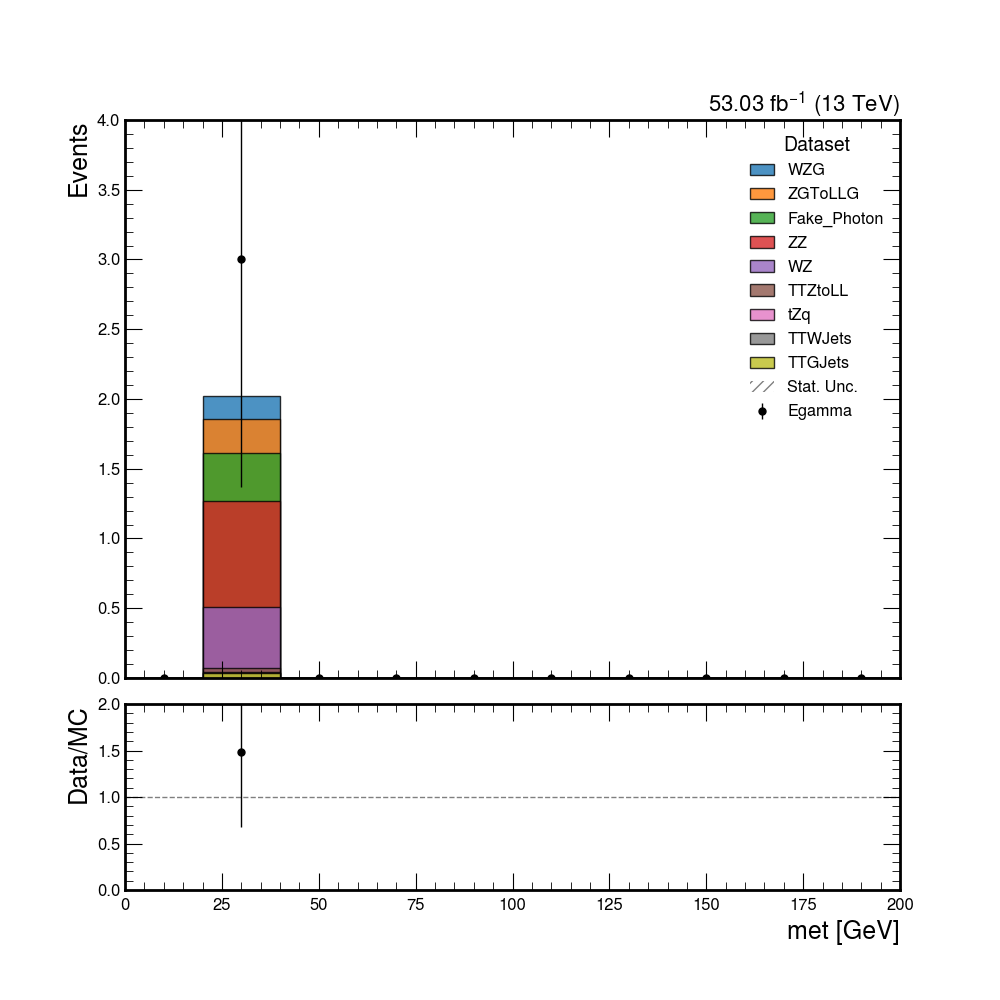 53.03 fb⁻¹ (13 TeV)
Events
4.0
3.5
3.0
2.5
2.0
1.5
1.0
0.5
0.0
Dataset
WZG
ZGToLLG
Fake_Photon
ZZ
WZ
TTZtoLL
tZq
TTWJets
TTGJets
Stat. Unc.
Egamma
Data/MC
2.0
1.5
1.0
0.5
0.0
0 25 50 75 100 125 150 175 200
met [GeV]